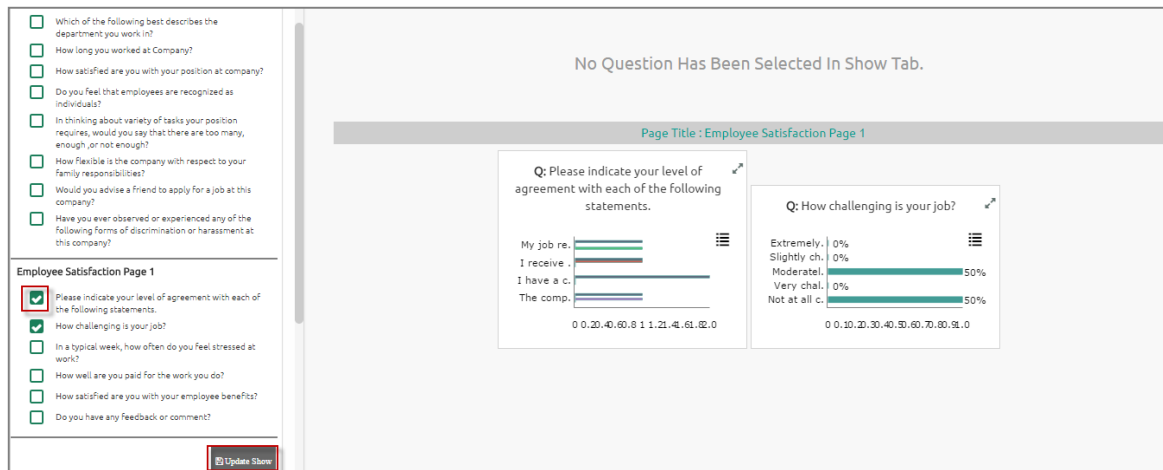 Which of the following best describes the
department you work in?
How long you worked at Company?
How satisfied are you with your position at company?
Do you feel that employees are recognized as
individuals?
In thinking about variety of tasks your position
requires, would you say that there are too many,
enough ,or not enough?
How flexible is the company with respect to your
family responsibilities?
Would you advise a friend to apply for a job at this
company?
Have you ever observed or experienced any of the
following forms of discrimination or harassment at
this company?
Employee Satisfaction Page 1
Please indicate your level of agreement with each of
the following statements.
How challenging is your job?
In a typical week, how often do you feel stressed at
work?
How well are you paid for the work you do?
How satisfied are you with your employee benefits?
Do you have any feedback or comment?
Update Show
No Question Has Been Selected In Show Tab.
Page Title : Employee Satisfaction Page 1
Q: Please indicate your level of
agreement with each of the following
statements.
My job re.
I receive .
I have a c.
The comp.
0 0.20.40.60.8 1 1.21.41.61.82.0
Q: How challenging is your job?
Extremely. 0%
Slightly ch. 0%
Moderatel. 50%
Very chal. 0%
Not at all c. 50%
0 0.10.20.30.40.50.60.70.80.91.0